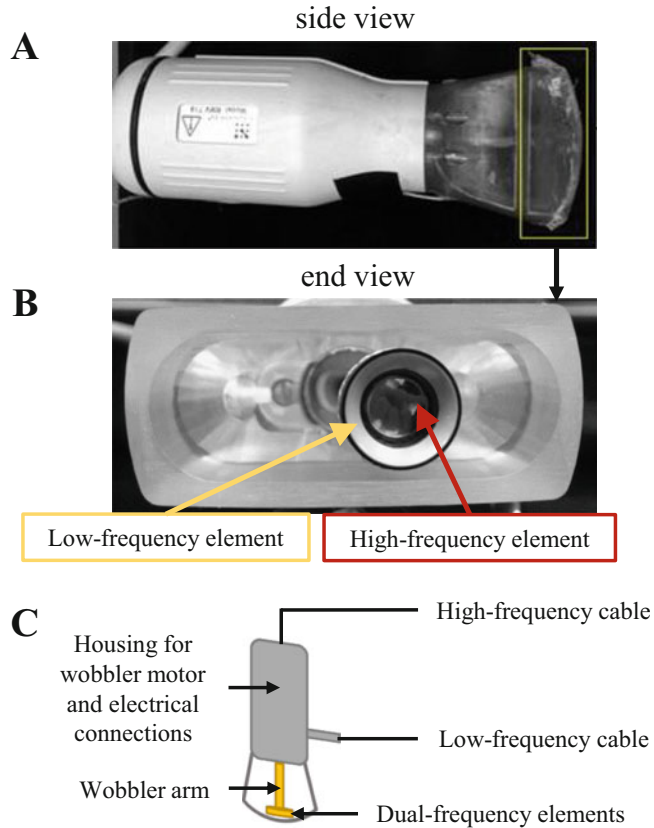 side view
A
end view
B
Low-frequency element
High-frequency element
C
High-frequency cable
Housing for
wobbler motor
and electrical
connections
Low-frequency cable
Wobbler arm
Dual-frequency elements